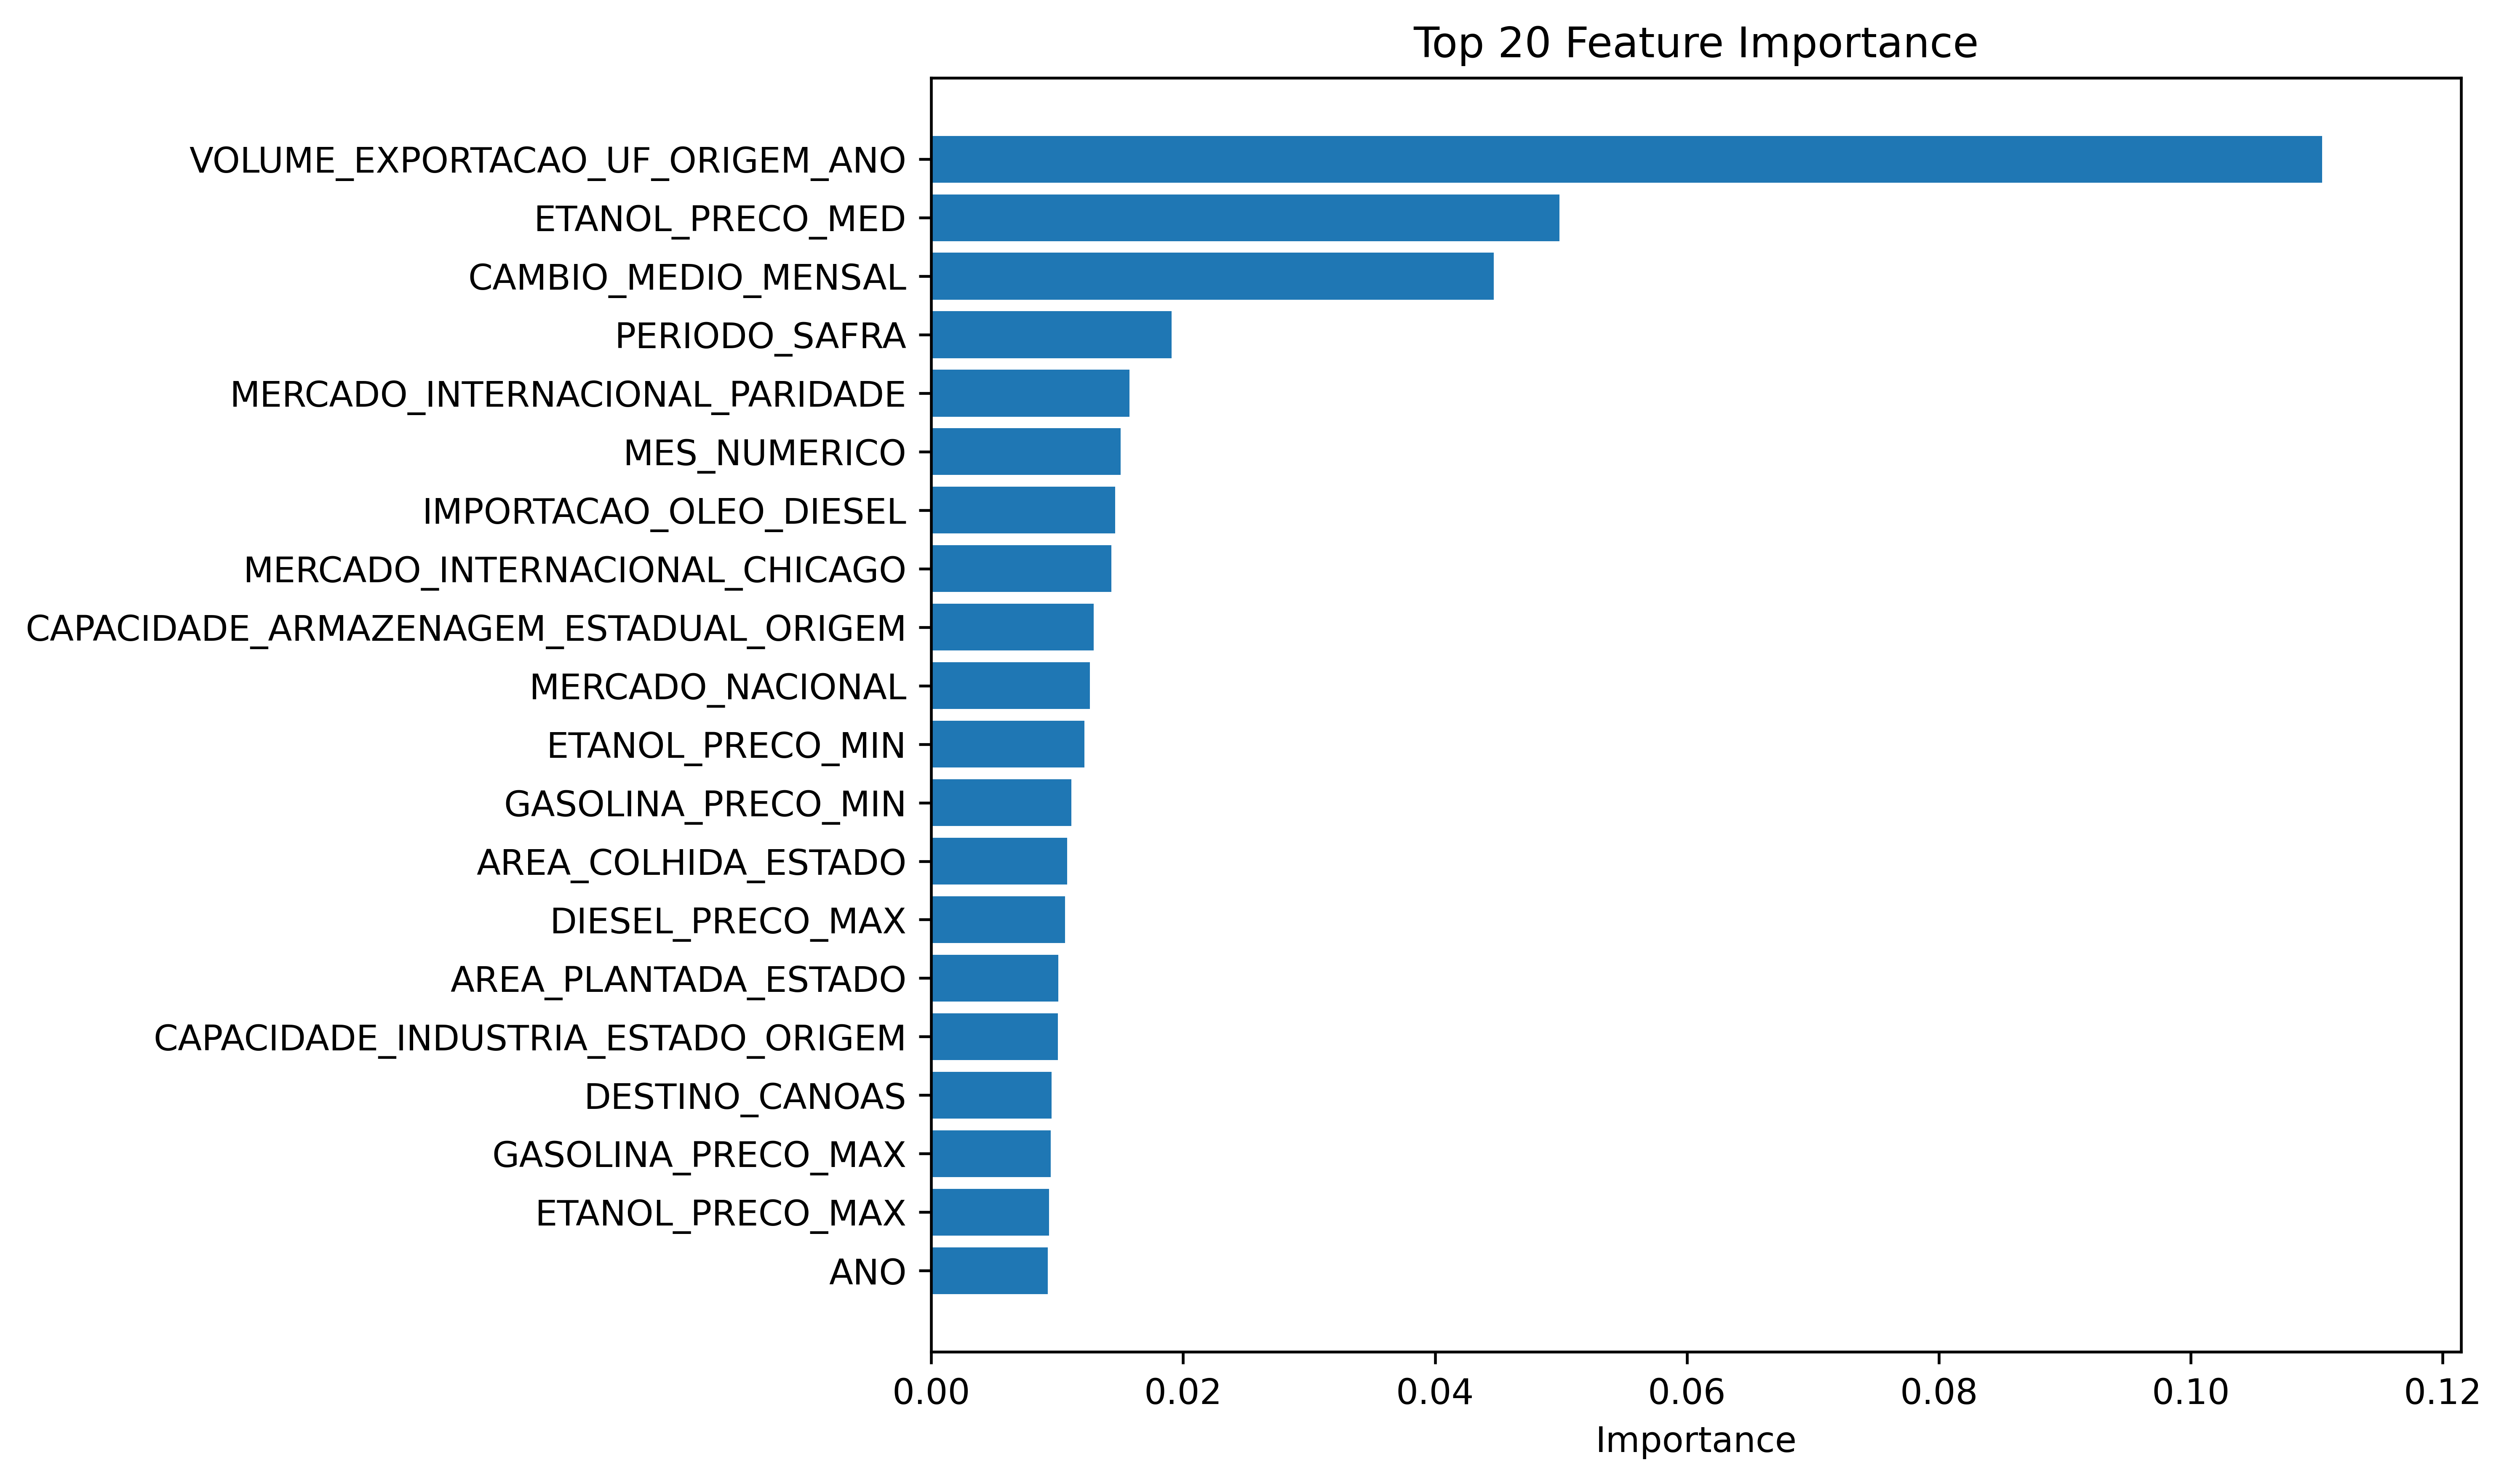 Top 20 Feature Importance
VOLUME_EXPORTACAO_UF_ORIGEM_ANO
ETANOL_PRECO_MED
CAMBIO_MEDIO_MENSAL
PERIODO_SAFRA
MERCADO_INTERNACIONAL_PARIDADE
MES_NUMERICO
IMPORTACAO_OLEO_DIESEL
MERCADO_INTERNACIONAL_CHICAGO
CAPACIDADE_ARMAZENAGEM_ESTADUAL_ORIGEM
MERCADO_NACIONAL
ETANOL_PRECO_MIN
GASOLINA_PRECO_MIN
AREA_COLHIDA_ESTADO
DIESEL_PRECO_MAX
AREA_PLANTADA_ESTADO
CAPACIDADE_INDUSTRIA_ESTADO_ORIGEM
DESTINO_CANOAS
GASOLINA_PRECO_MAX
ETANOL_PRECO_MAX
ANO
0.00 0.02 0.04 0.06 0.08 0.10 0.12
Importance